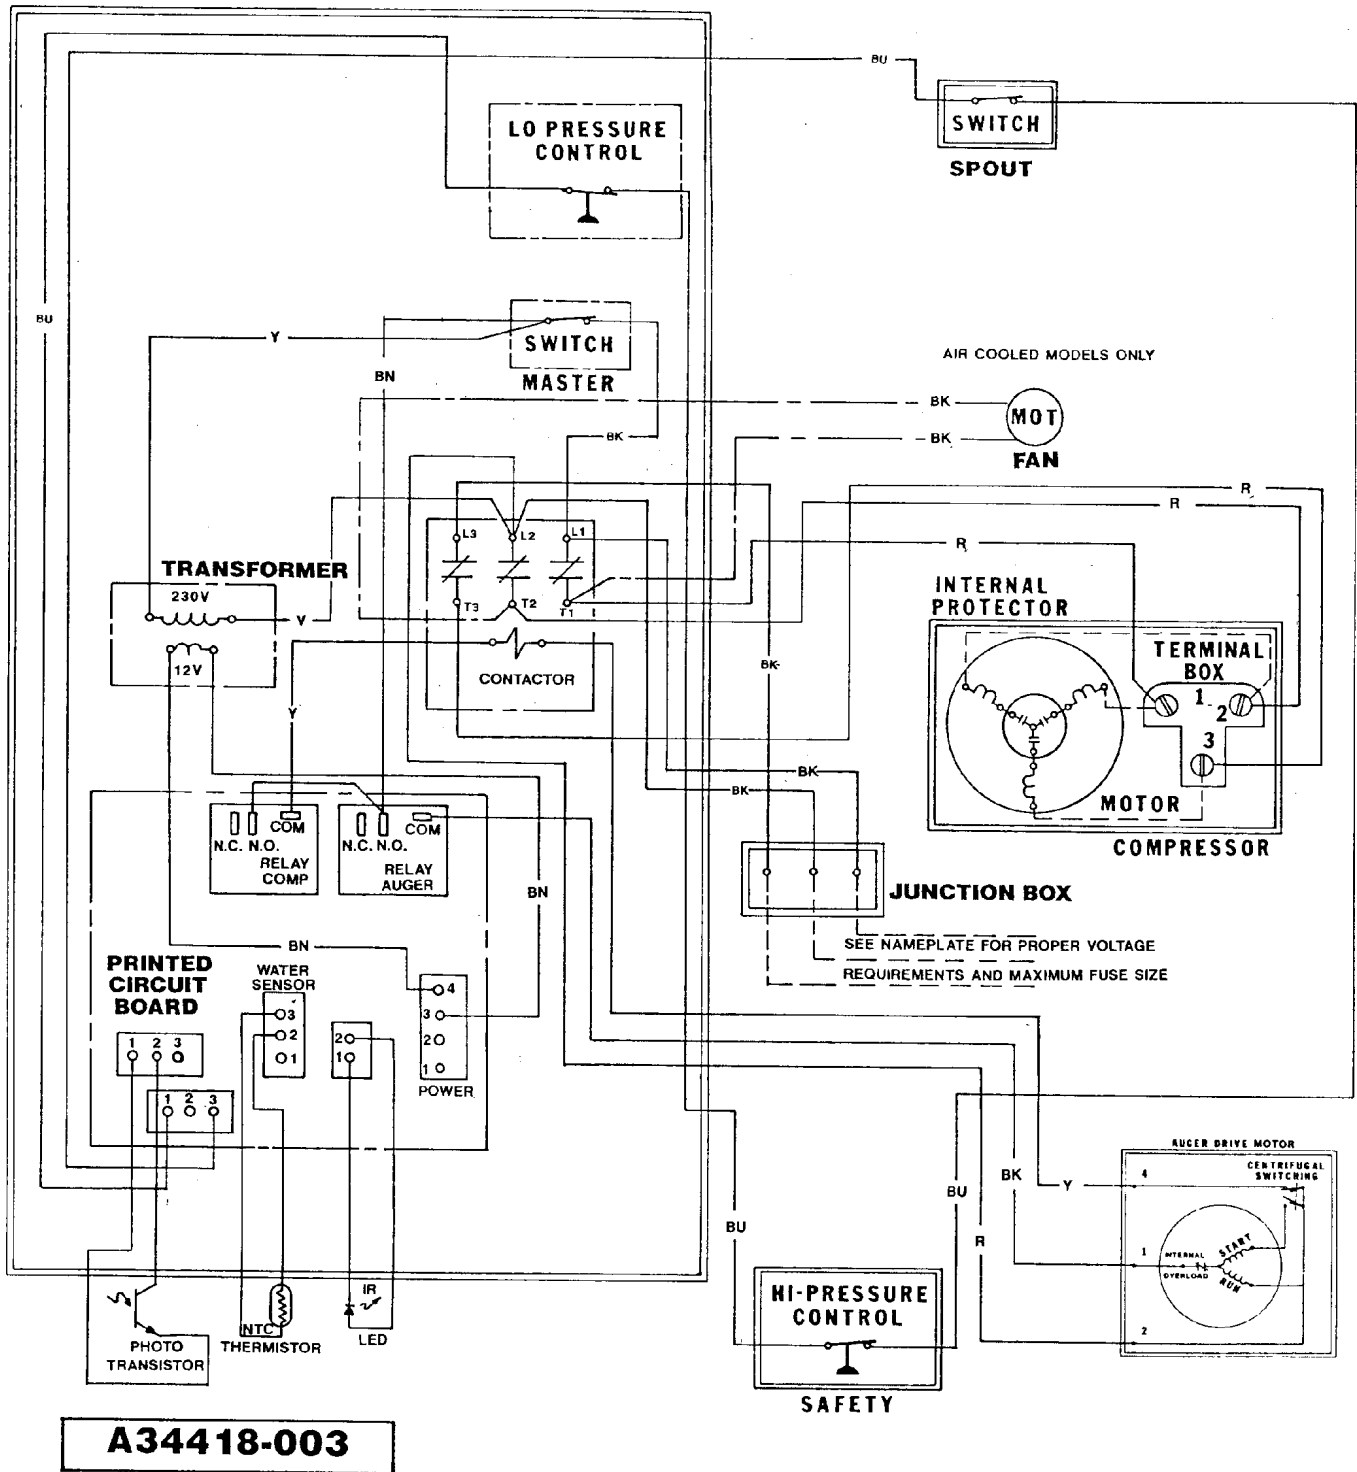 BU
SWITCH
SPOUT
LO PRESSURE
CONTROL
BU
Y
BN
SWITCH
MASTER
BK
AIR COOLED MODELS ONLY
BK
MOT
BK
FAN
R
R
R
L3
L2
L1
T3
T2
T1
CONTACTOR
TRANSFORMER
230V
12V
V
Y
INTERNAL
PROTECTOR
TERMINAL
BOX
1
2
3
MOTOR
COMPRESSOR
BK
BK
BK
JUNCTION BOX
SEE NAMEPLATE FOR PROPER VOLTAGE
REQUIREMENTS AND MAXIMUM FUSE SIZE
COM
N.C. N.O.
RELAY
COMP
COM
N.C. N.O.
RELAY
AUGER
BN
BN
PRINTED
CIRCUIT
BOARD
WATER
SENSOR
3
2
1
2
1
4
3
2
1
POWER
1 2 3
1 2 3
BU
BU
R
BK
Y
AUGER DRIVE MOTOR
CENTRIFUGAL
SWITCHING
4
1
2
INTERNAL
OVERLOAD
START
RUN
HI-PRESSURE
CONTROL
SAFETY
PHOTO
TRANSISTOR
NTC
THERMISTOR
IR
LED
A34418-003